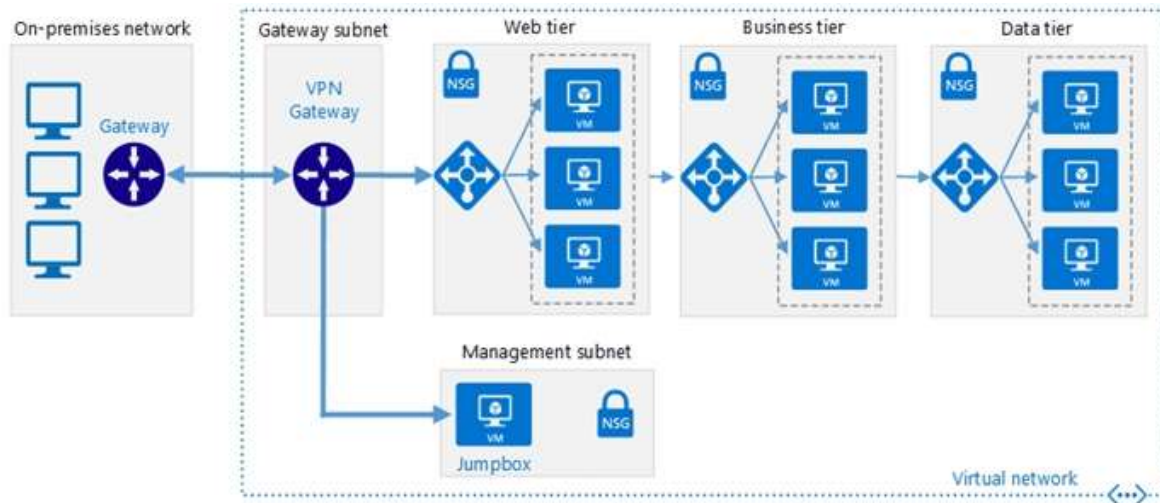 On-premises network
Gateway
Gateway subnet
VPN
Gateway
Web tier
NSG
VM
VM
VM
Business tier
NSG
VM
VM
VM
Data tier
NSG
VM
VM
VM
Management subnet
VM
NSG
Jumpbox
Virtual network